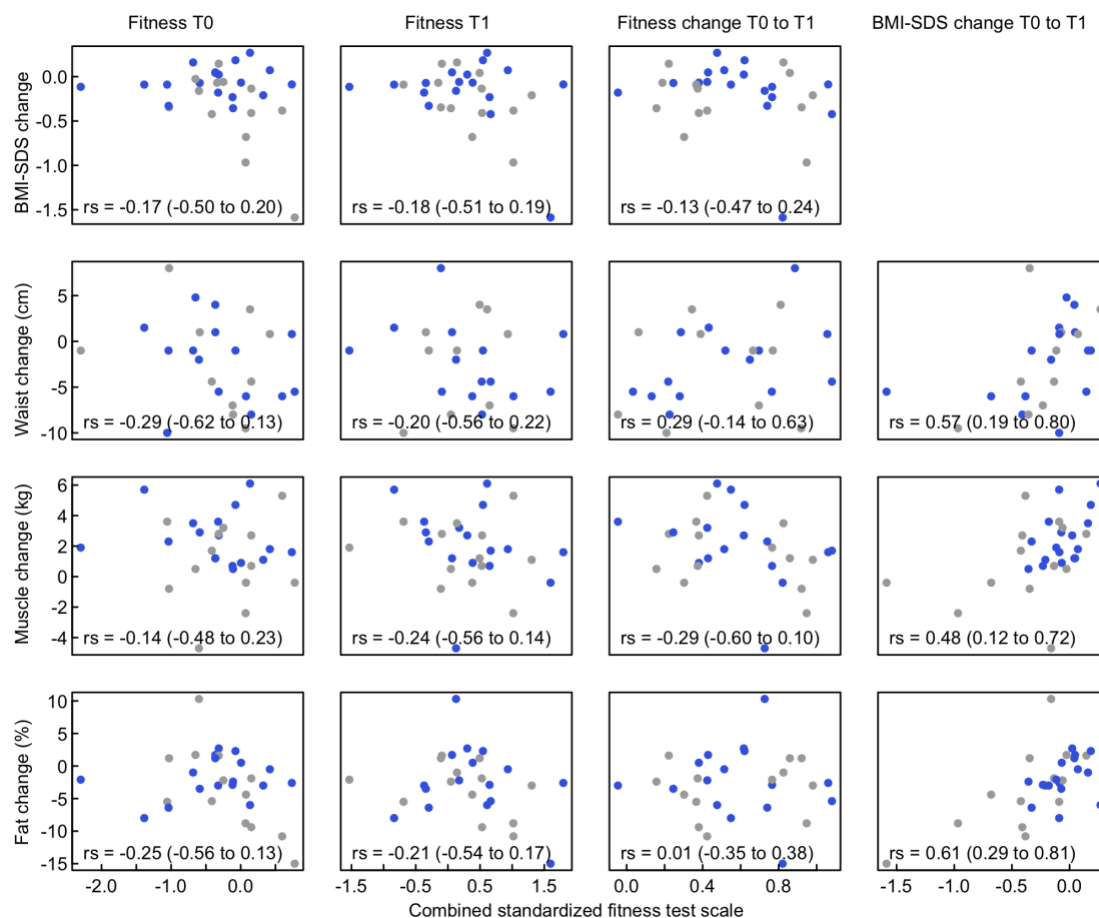 Fitness T0 Fitness T1 Fitness change T0 to T1 BMI-SDS change T0 to T1
BMI-SDS change
0.0
-0.5
-1.0
-1.5
rs = -0.17 (-0.50 to 0.20) rs = -0.18 (-0.51 to 0.19) rs = -0.13 (-0.47 to 0.24)
Waist change (cm)
5
0
-5
-10
rs = -0.29 (-0.62 to 0.13) rs = -0.20 (-0.56 to 0.22) rs = 0.29 (-0.14 to 0.63) rs = 0.57 (0.19 to 0.80)
Muscle change (kg)
6
4
2
0
-2
-4
rs = -0.14 (-0.48 to 0.23) rs = -0.24 (-0.56 to 0.14) rs = -0.29 (-0.60 to 0.10) rs = 0.48 (0.12 to 0.72)
Fat change (%)
10
5
0
-5
-10
-15
rs = -0.25 (-0.56 to 0.13) rs = -0.21 (-0.54 to 0.17) rs = 0.01 (-0.35 to 0.38) rs = 0.61 (0.29 to 0.81)
-2.0 -1.0 0.0 -1.5 -0.5 0.5 1.5 0.0 0.4 0.8 -1.5 -1.0 -0.5 0.0
Combined standardized fitness test scale